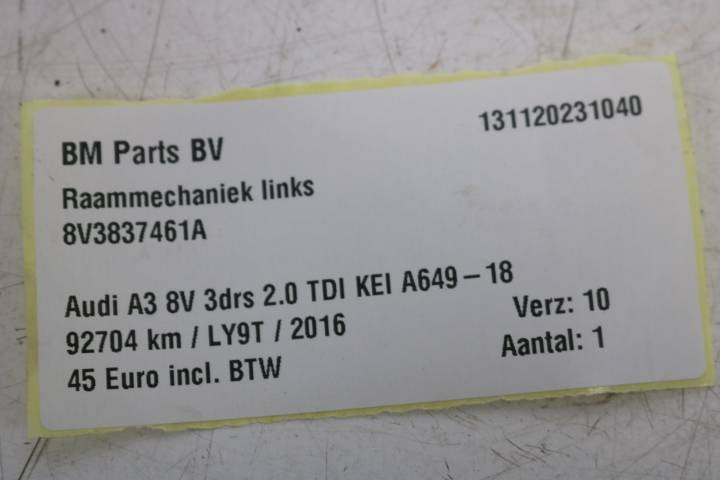 BM Parts BV
131120231040
Raammechaniek links
8V3837461A
Audi A3 8V 3drs 2.0 TDI KEI A649-18
92704 km / LY9T / 2016
Verz: 10
45 Euro incl. BTW
Aantal: 1